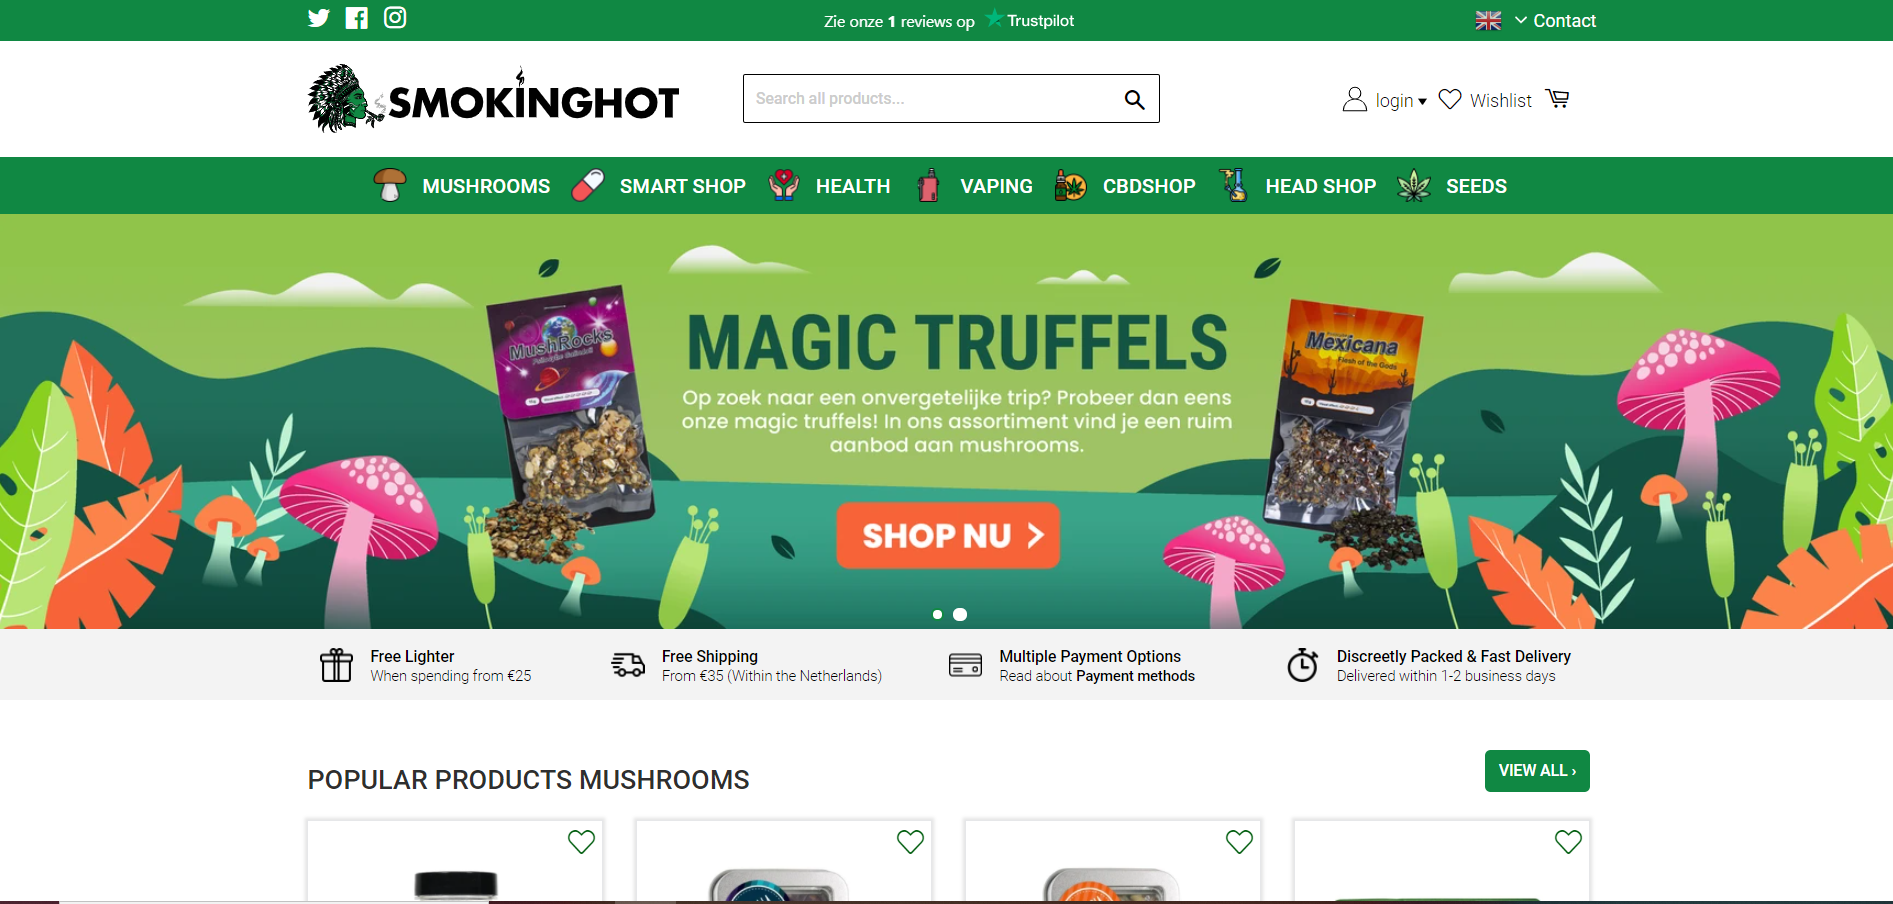 Zie onze 1 reviews op Trustpilot
Contact
SMOKINGHOT
Search all products...
login
Wishlist
MUSHROOMS
SMART SHOP
HEALTH
VAPING
CBDSHOP
HEAD SHOP
SEEDS
MushRocks
Mexicana
Flesh of the Gods
MAGIC TRUFFELS
Op zoek naar een onvergetelijke trip? Probeer dan eens
onze magic truffels! In ons assortiment vind je een ruim
aanbod aan mushrooms.
SHOP NU >
Free Lighter
When spending from €25
Free Shipping
From €35 (Within the Netherlands)
Multiple Payment Options
Read about Payment methods
Discreetly Packed & Fast Delivery
Delivered within 1-2 business days
POPULAR PRODUCTS MUSHROOMS
VIEW ALL ›